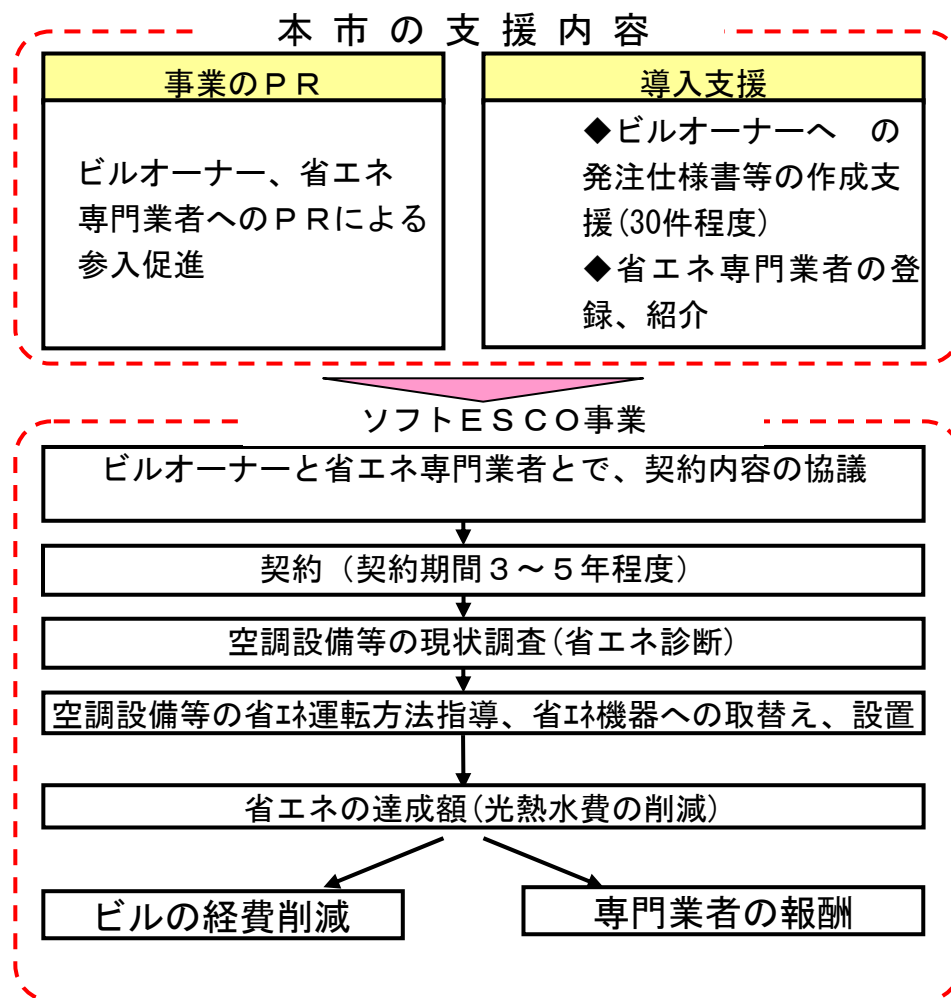 本市の支援内容
事業のPR
ビルオーナー、省エネ
専門業者へのPRによる
参入促進
導入支援
◆ビルオーナーへ　の
発注仕様書等の作成支
援(30件程度)
◆省エネ専門業者の登
録、紹介
ソフトESCO事業
ビルオーナーと省エネ専門業者とで、契約内容の協議
契約（契約期間3～5年程度）
空調設備等の現状調査(省エネ診断)
空調設備等の省ｴﾈ運転方法指導、省ｴﾈ機器への取替え、設置
省エネの達成額(光熱水費の削減)
ビルの経費削減
専門業者の報酬